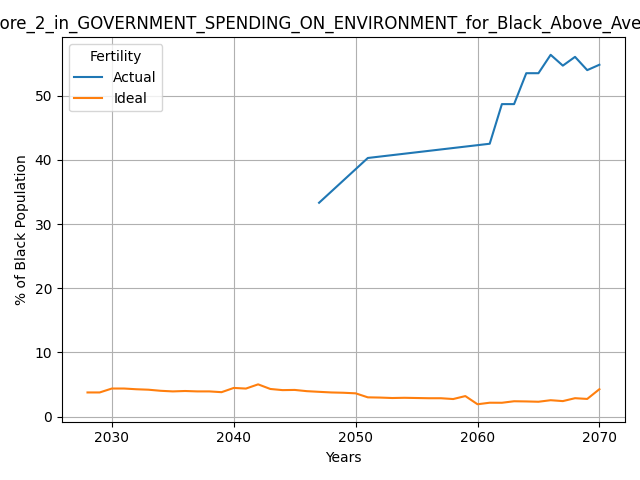 ore_2_in_GOVERNMENT_SPENDING_ON_ENVIRONMENT_for_Black_Above_Ave
Fertility
Actual
Ideal
% of Black Population
50
40
30
20
10
0
2030 2040 2050 2060 2070
Years